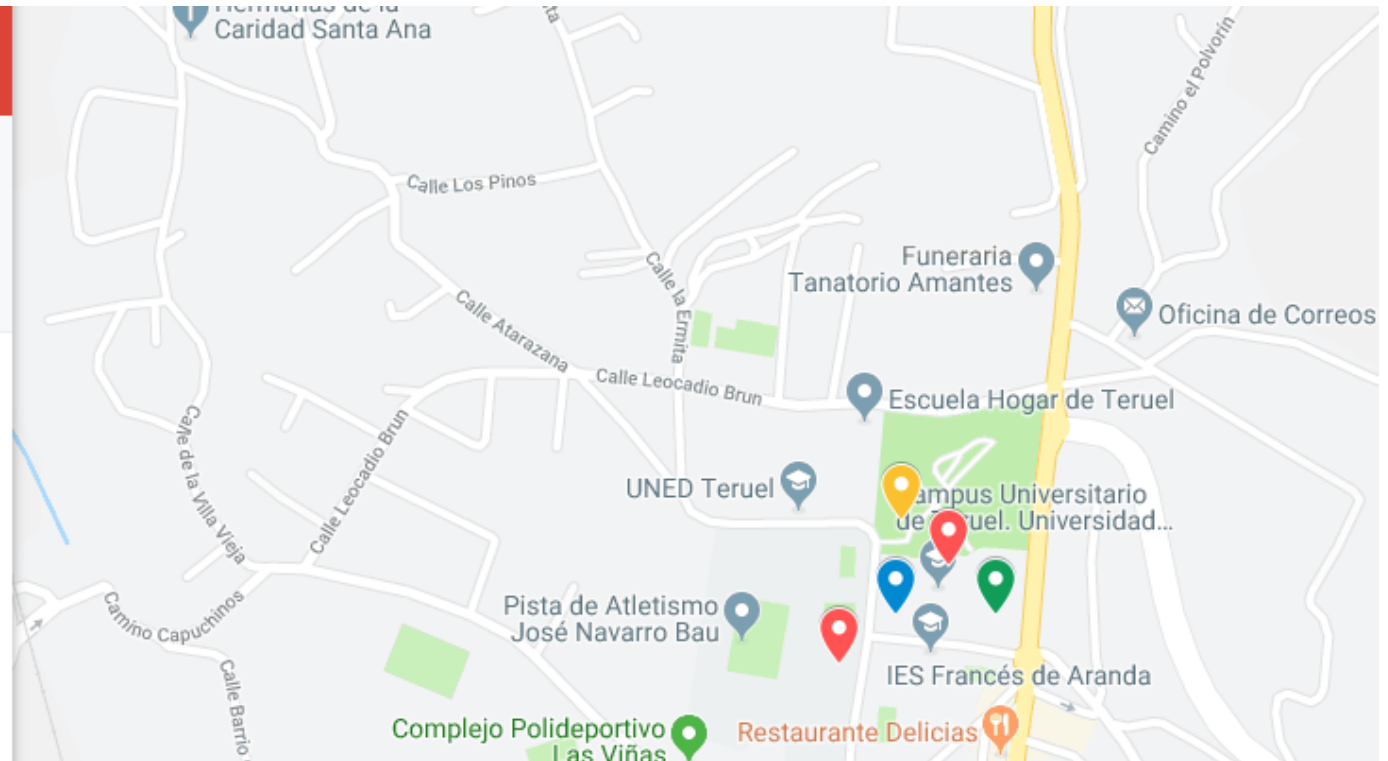 Hermanas de la
Caridad Santa Ana
Camino el Polvorín
Calle Los Pinos
Funeraria
Tanatorio Amantes
Calle la Ermita
Oficina de Correos
Calle Atarazana
Calle Leocadio Brun
Escuela Hogar de Teruel
Calle de la Villa Vieja
Calle Leocadio Brun
UNED Teruel
Campus Universitario
de Teruel. Universidad...
Pista de Atletismo
José Navarro Bau
Camino Capuchinos
IES Francés de Aranda
Calle Barrio
Complejo Polideportivo
Las Viñas
Restaurante Delicias